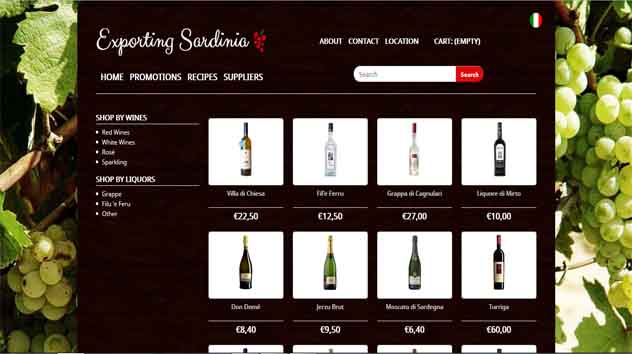 Exporting Sardinia
ABOUT CONTACT LOCATION CART: (EMPTY)
HOME PROMOTIONS RECIPES SUPPLIERS
Search Search
SHOP BY WINES
Red Wines
White Wines
Rosé
Sparkling
SHOP BY LIQUORS
Grappe
Filu 'e Feru
Other
Villa di Chiesa Fil'e Ferru Grappa di Cagnulari Liquore di Mirto
€22,50 €12,50 €27,00 €10,00
Don Demé Jerzu Brut Moscato di Sardegna Turriga
€8,40 €9,50 €6,40 €60,00